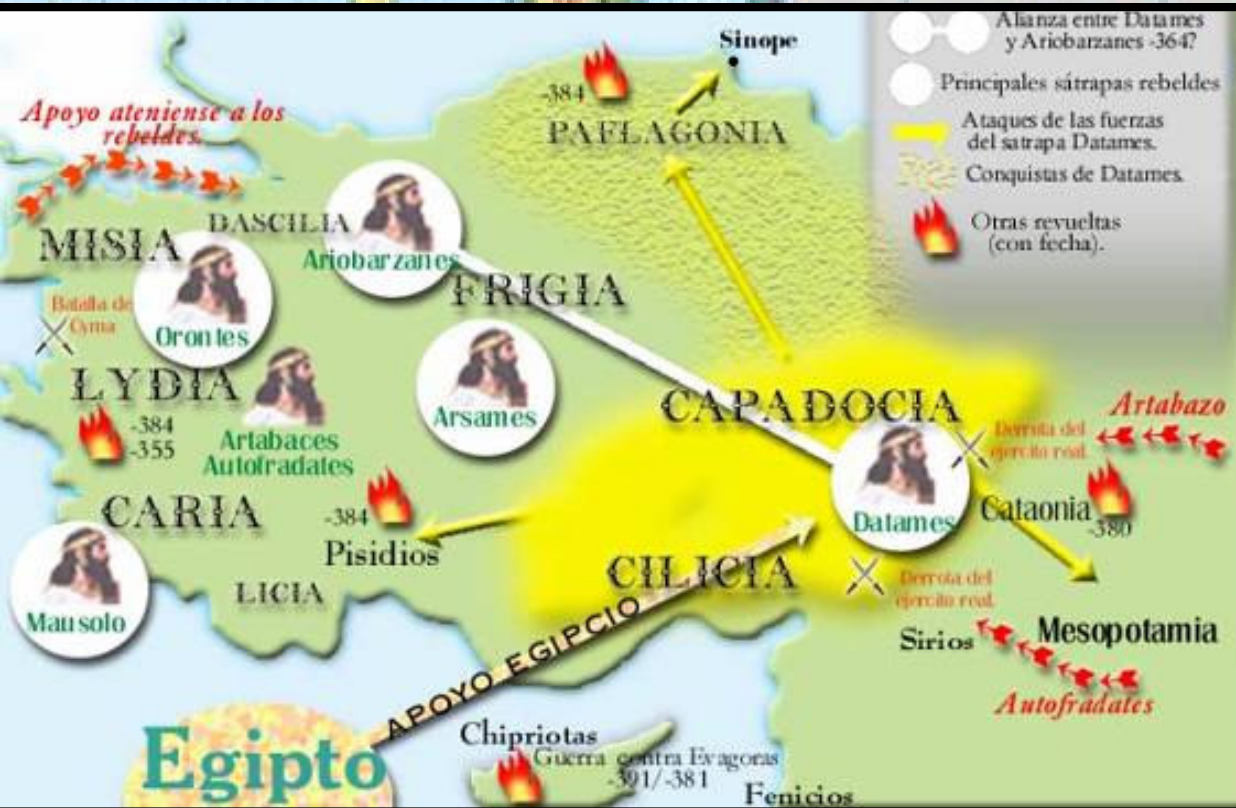 Alianza entre Datames
y Ariobarzanes -364?
Principales sátrapas rebeldes
Ataques de las fuerzas
del satrapa Datames.
Conquistas de Datames.
Otras revueltas
(con fecha).
Sinope
-384
PAFLAGONIA
Apoyo ateniense a los
rebeldes.
DASCILIA
MISIA
Ariobarzanes
FRIGIA
Batalla de
Cyma
Orontes
LYDIA
-384
-355
Artabaces
Autofradates
Arsames
CAPADOCIA
Artabazo
Derrota del
ejercito real.
Datames
Cataonia
-380
CARIA
-384
Pisidios
LICIA
Mausolo
CILICIA
Derrota del
ejercito real.
Sirios
Mesopotamia
Autofradates
APOYO EGIPCIO
Egipto
Chipriotas
Guerra contra Evagoras
-391/-381
Fenicios